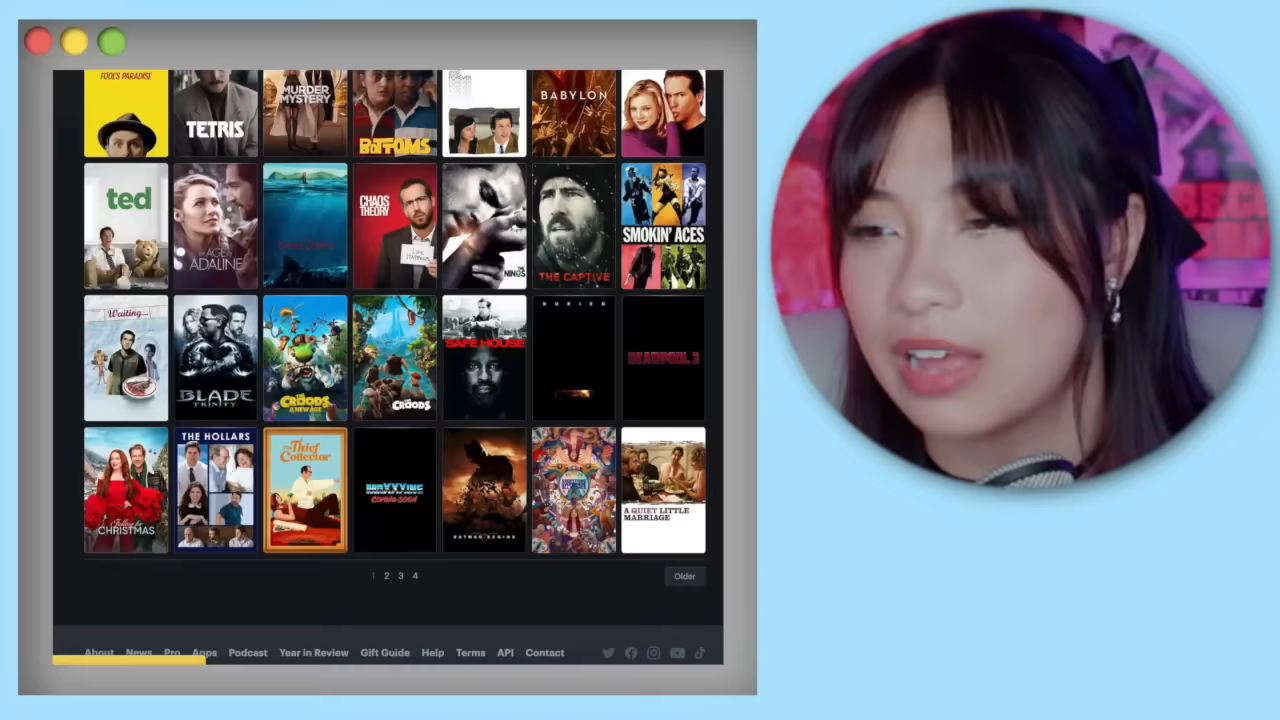 FOOL'S PARADISE
TETRIS
MURDER
MYSTERY
BOTTOMS
FOREVER
BABYLON
ted
THE AGE OF
ADALINE
CHAOS
THEORY
THE CAPTIVE
SMOKIN' ACES
Waiting...
BLADE
TRINITY
THE
CROODS
A NEW AGE
THE
CROODS
SAFE HOUSE
BURIED
DEADPOOL 3
CHRISTMAS
THE HOLLARS
The Thief
Collector
MAXXXINE
COMING SOON
BATMAN BEGINS
A QUIET LITTLE
MARRIAGE
1 2 3 4
Older
About News Pro Apps Podcast Year in Review Gift Guide Help Terms API Contact